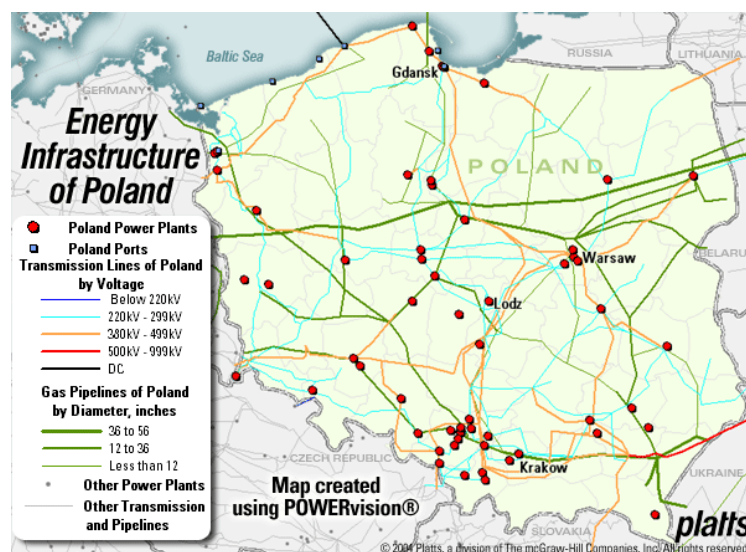 Baltic Sea
RUSSIA
LITHUANIA
Gdansk
GERMANY
Energy
Infrastructure
of Poland
POLAND
Poland Power Plants
Poland Ports
Transmission Lines of Poland
by Voltage
Below 220kV
220kV - 299kV
380kV - 499kV
500kV - 999kV
DC
Gas Pipelines of Poland
by Diameter, inches
36 to 56
12 to 36
Less than 12
Other Power Plants
Other Transmission
and Pipelines
BELARUS
Warsaw
Lodz
CZECH REPUBLIC
Krakow
UKRAINE
Map created
using POWERvision®
SLOVAKIA
platts
© 2004 Platts, a division of The McGraw-Hill Companies, Inc. All rights reserved